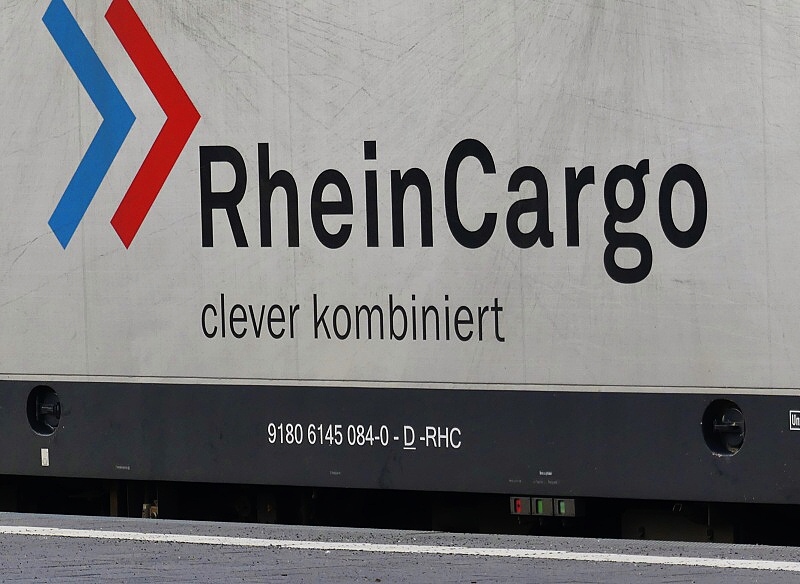 RheinCargo
clever kombiniert
9180 6145 084-0 - D -RHC